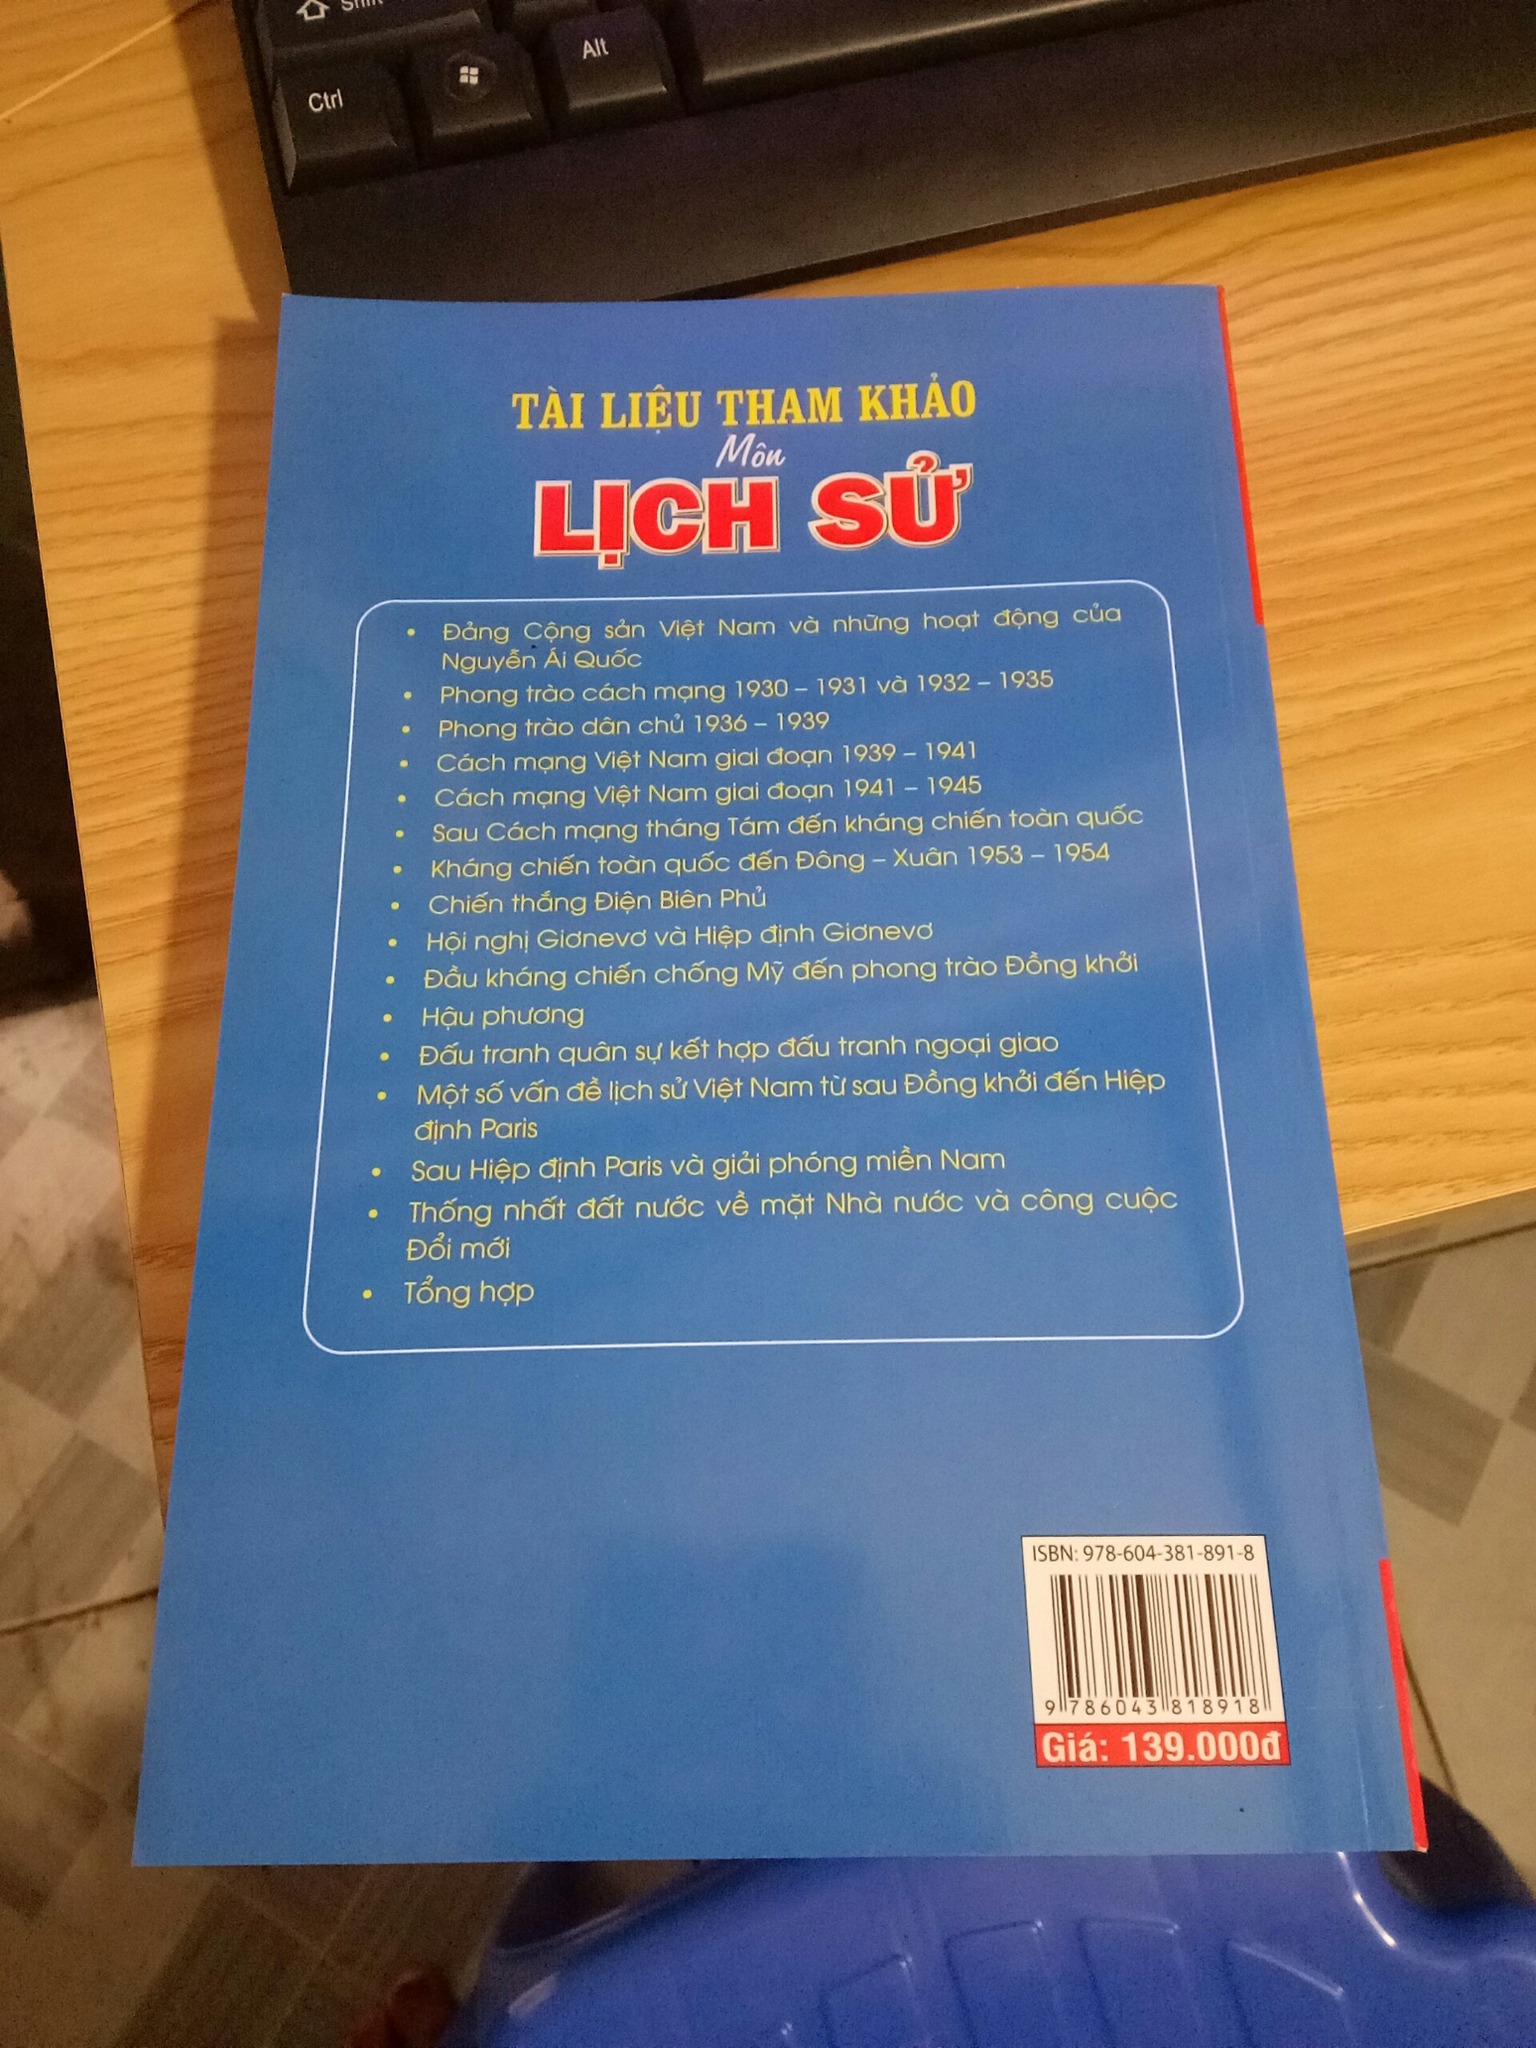 Shift
Ctrl
Alt
TÀI LIỆU THAM KHẢO
Môn
LỊCH SỬ
• Đảng Cộng sản Việt Nam và những hoạt động của
Nguyễn Ái Quốc
• Phong trào cách mạng 1930 – 1931 và 1932 – 1935
• Phong trào dân chủ 1936 – 1939
• Cách mạng Việt Nam giai đoạn 1939 – 1941
• Cách mạng Việt Nam giai đoạn 1941 – 1945
• Sau Cách mạng tháng Tám đến kháng chiến toàn quốc
• Kháng chiến toàn quốc đến Đông – Xuân 1953 – 1954
• Chiến thắng Điện Biên Phủ
• Hội nghị Giơnevơ và Hiệp định Giơnevơ
• Đầu kháng chiến chống Mỹ đến phong trào Đồng khởi
• Hậu phương
• Đấu tranh quân sự kết hợp đấu tranh ngoại giao
• Một số vấn đề lịch sử Việt Nam từ sau Đồng khởi đến Hiệp
định Paris
• Sau Hiệp định Paris và giải phóng miền Nam
• Thống nhất đất nước về mặt Nhà nước và công cuộc
Đổi mới
• Tổng hợp
ISBN: 978-604-381-891-8
9 786043 818918
Giá: 139.000đ